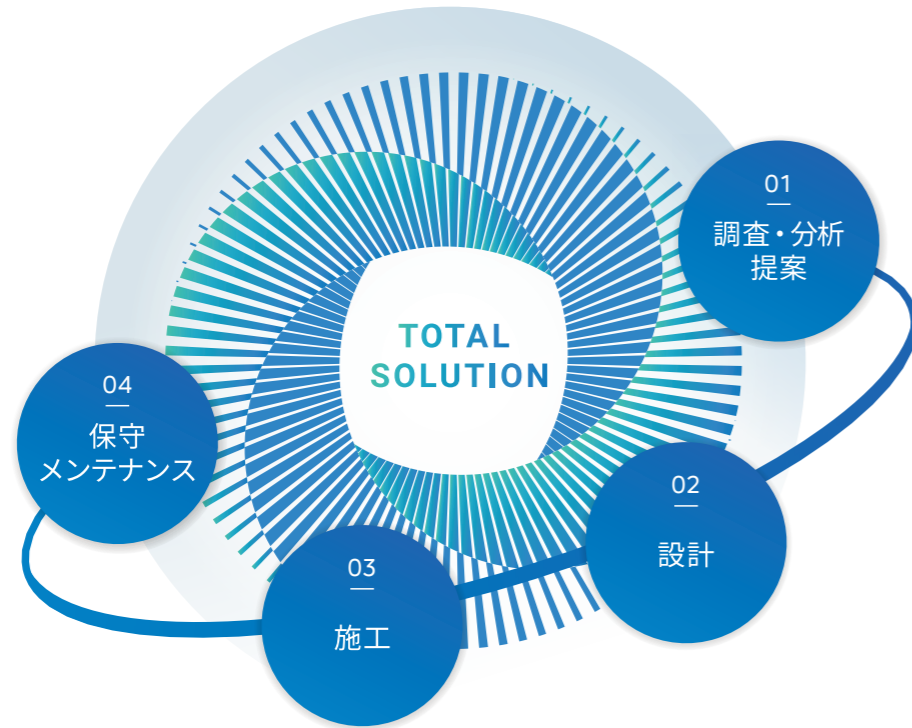 TOTAL
SOLUTION
01
調査・分析
提案
02
設計
03
施工
04
保守
メンテナンス